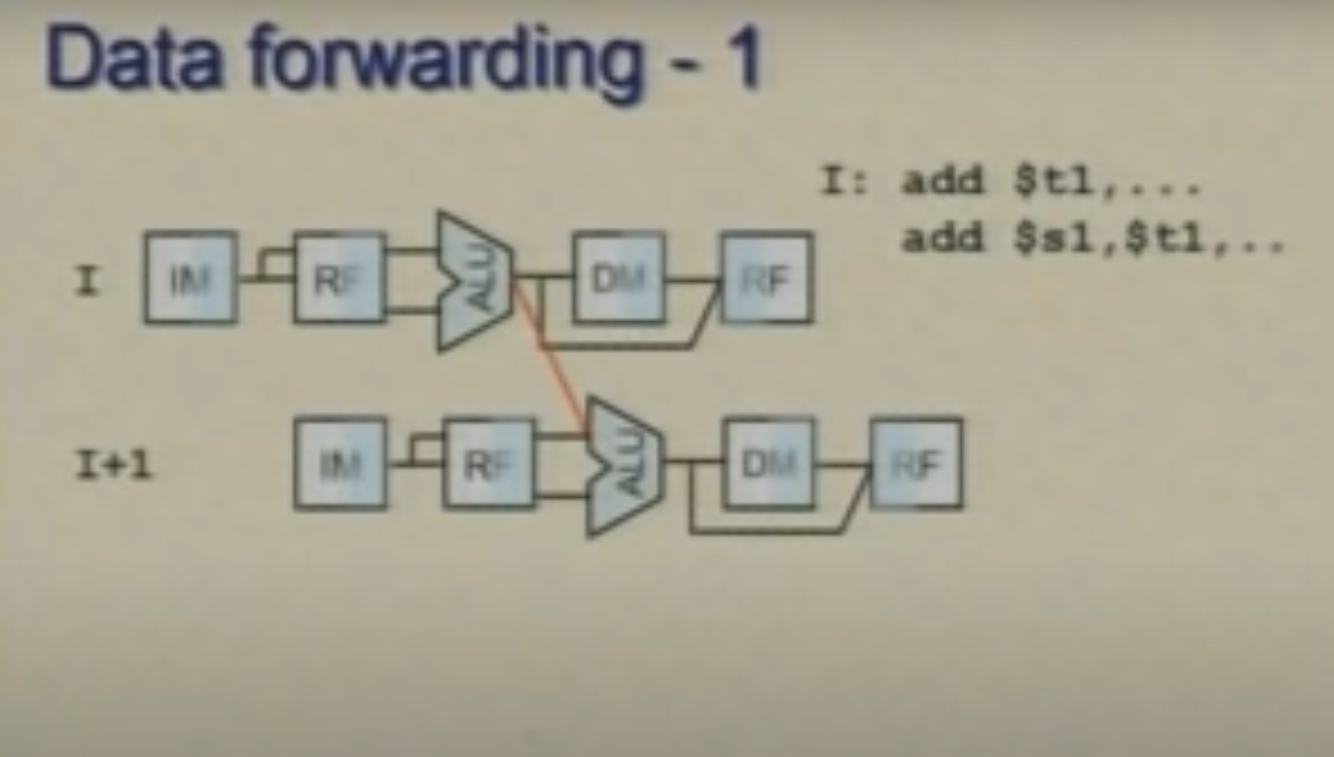 Data forwarding - 1
I: add $t1,...
add $s1,$t1,..
I IM RF ALU DM RF
I+1 IM RF ALU DM RF